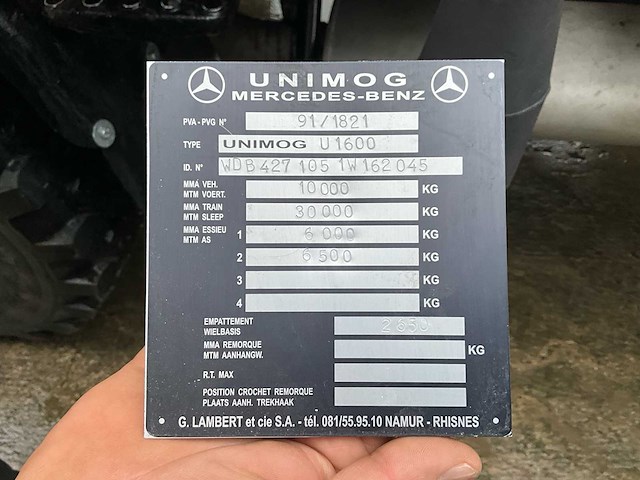 UNIMOG
MERCEDES-BENZ
PVA - PVG N° 91/1821
TYPE UNIMOG U1600
ID. N° WDB427 105 1W162045
MMA VEH.
MTM VOERT. 10000 KG
MMA TRAIN
MTM SLEEP 30000 KG
MMA ESSIEU
MTM AS
1 6000 KG
2 6500 KG
3 KG
4 KG
EMPATTEMENT
WIELBASIS 2650
MMA REMORQUE
MTM AANHANGW. KG
R.T. MAX
POSITION CROCHET REMORQUE
PLAATS AANH. TREKHAAK
G. LAMBERT et cie S.A. - tél. 081/55.95.10 NAMUR - RHISNES